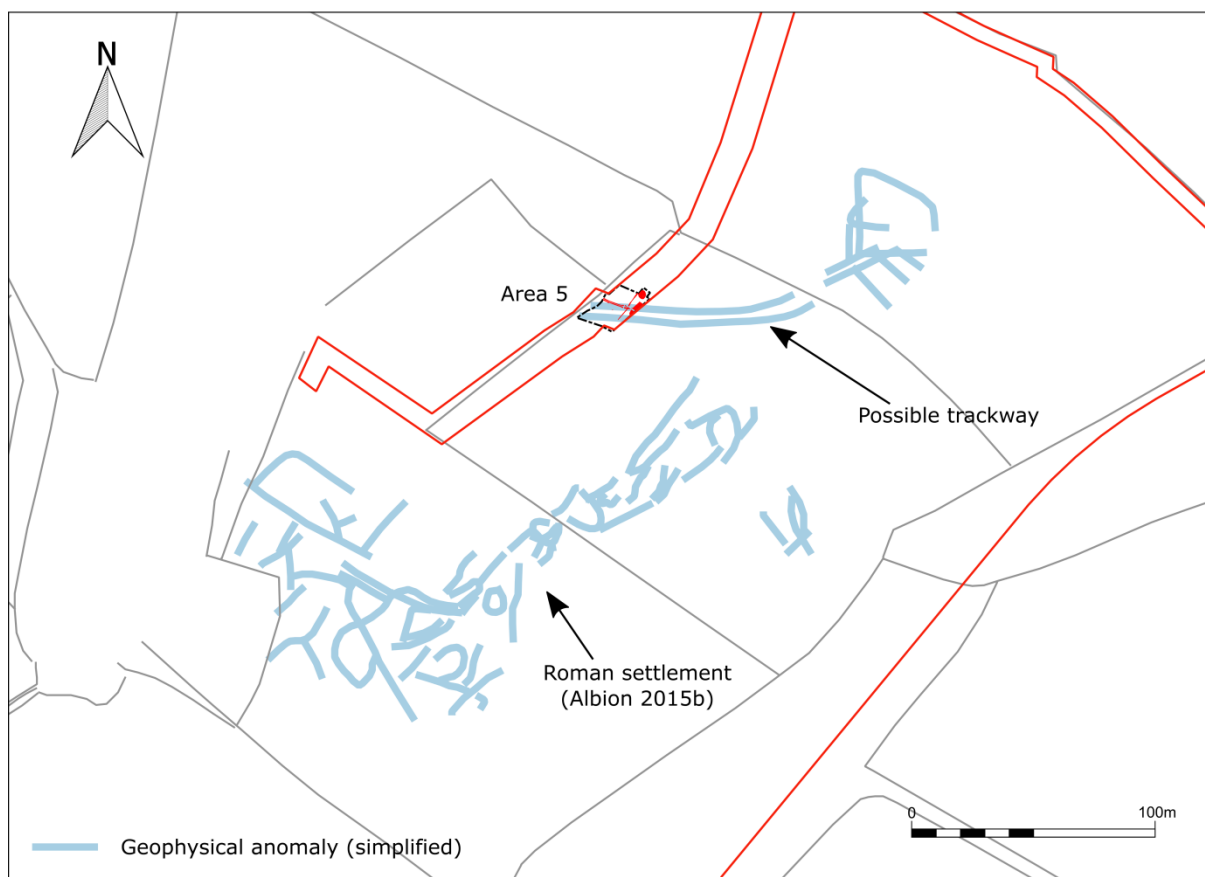 N
Area 5
Possible trackway
Roman settlement
(Albion 2015b)
0 100m
Geophysical anomaly (simplified)